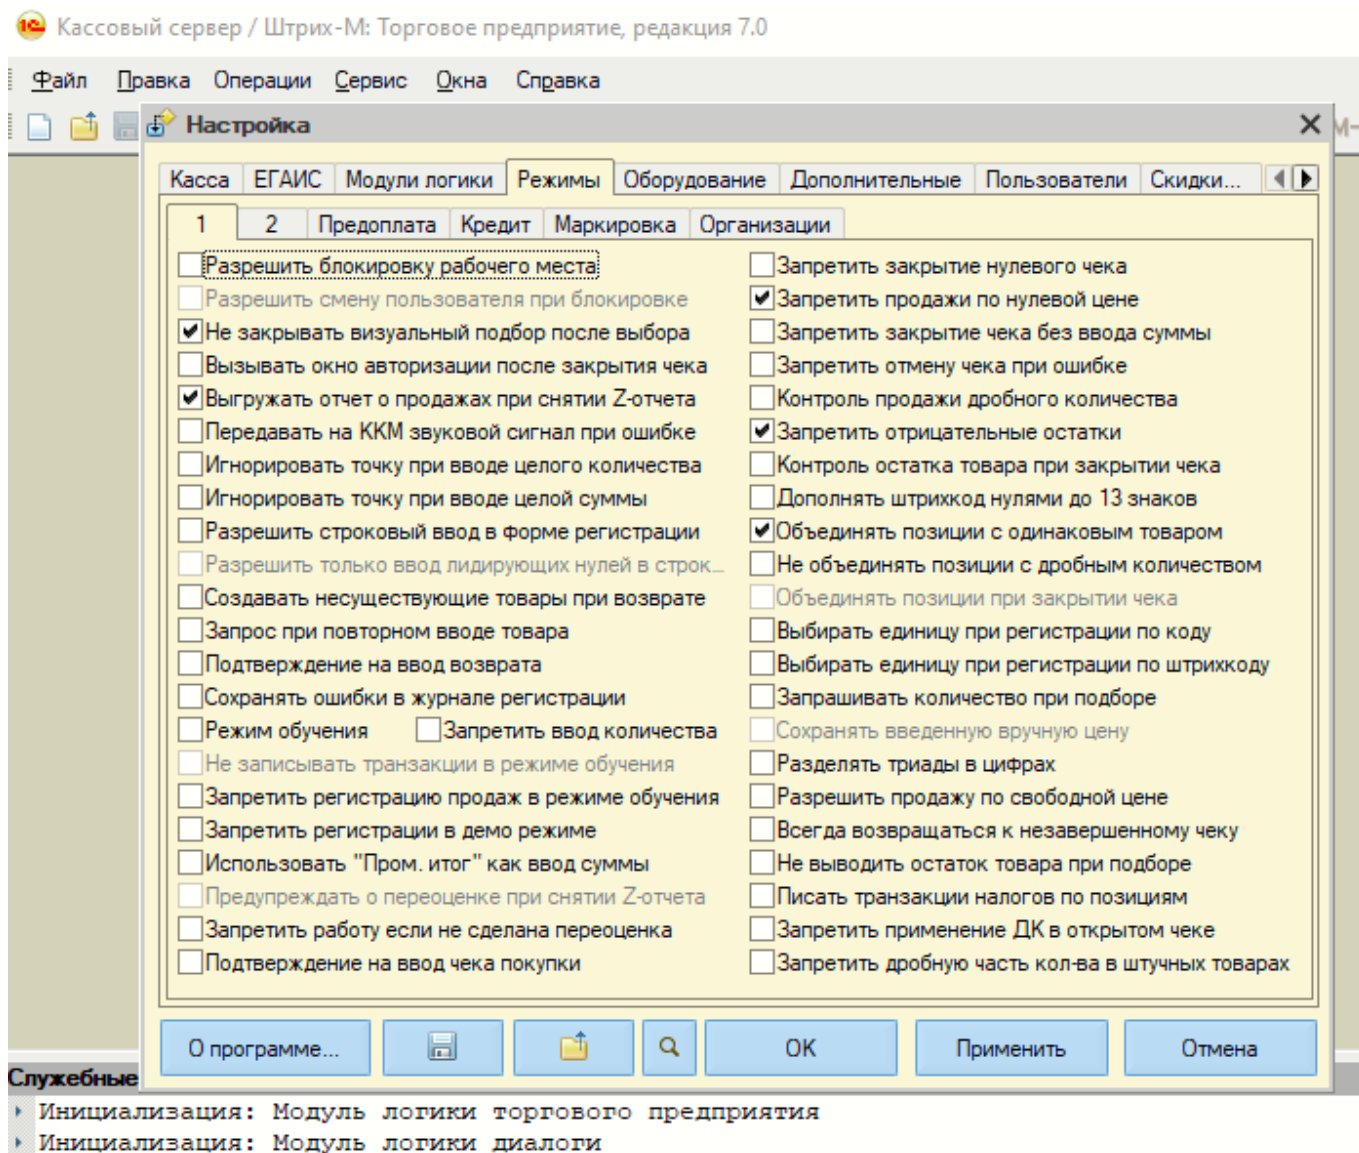 Кассовый сервер / Штрих-М: Торговое предприятие, редакция 7.0
Файл Правка Операции Сервис Окна Справка
Настройка
М-
Касса ЕГАИС Модули логики Режимы Оборудование Дополнительные Пользователи Скидки...
1 2 Предоплата Кредит Маркировка Организации
Разрешить блокировку рабочего места
Разрешить смену пользователя при блокировке
Не закрывать визуальный подбор после выбора
Вызывать окно авторизации после закрытия чека
Выгружать отчет о продажах при снятии Z-отчета
Передавать на ККМ звуковой сигнал при ошибке
Игнорировать точку при вводе целого количества
Игнорировать точку при вводе целой суммы
Разрешить строковый ввод в форме регистрации
Разрешить только ввод лидирующих нулей в строк...
Создавать несуществующие товары при возврате
Запрос при повторном вводе товара
Подтверждение на ввод возврата
Сохранять ошибки в журнале регистрации
Режим обучения Запретить ввод количества
Не записывать транзакции в режиме обучения
Запретить регистрацию продаж в режиме обучения
Запретить регистрации в демо режиме
Использовать "Пром. итог" как ввод суммы
Предупреждать о переоценке при снятии Z-отчета
Запретить работу если не сделана переоценка
Подтверждение на ввод чека покупки
Запретить закрытие нулевого чека
Запретить продажи по нулевой цене
Запретить закрытие чека без ввода суммы
Запретить отмену чека при ошибке
Контроль продажи дробного количества
Запретить отрицательные остатки
Контроль остатка товара при закрытии чека
Дополнять штрихкод нулями до 13 знаков
Объединять позиции с одинаковым товаром
Не объединять позиции с дробным количеством
Объединять позиции при закрытии чека
Выбирать единицу при регистрации по коду
Выбирать единицу при регистрации по штрихкоду
Запрашивать количество при подборе
Сохранять введенную вручную цену
Разделять триады в цифрах
Разрешить продажу по свободной цене
Всегда возвращаться к незавершенному чеку
Не выводить остаток товара при подборе
Писать транзакции налогов по позициям
Запретить применение ДК в открытом чеке
Запретить дробную часть кол-ва в штучных товарах
О программе... OK Применить Отмена
Служебные
Инициализация: Модуль логики торгового предприятия
Инициализация: Модуль логики диалоги